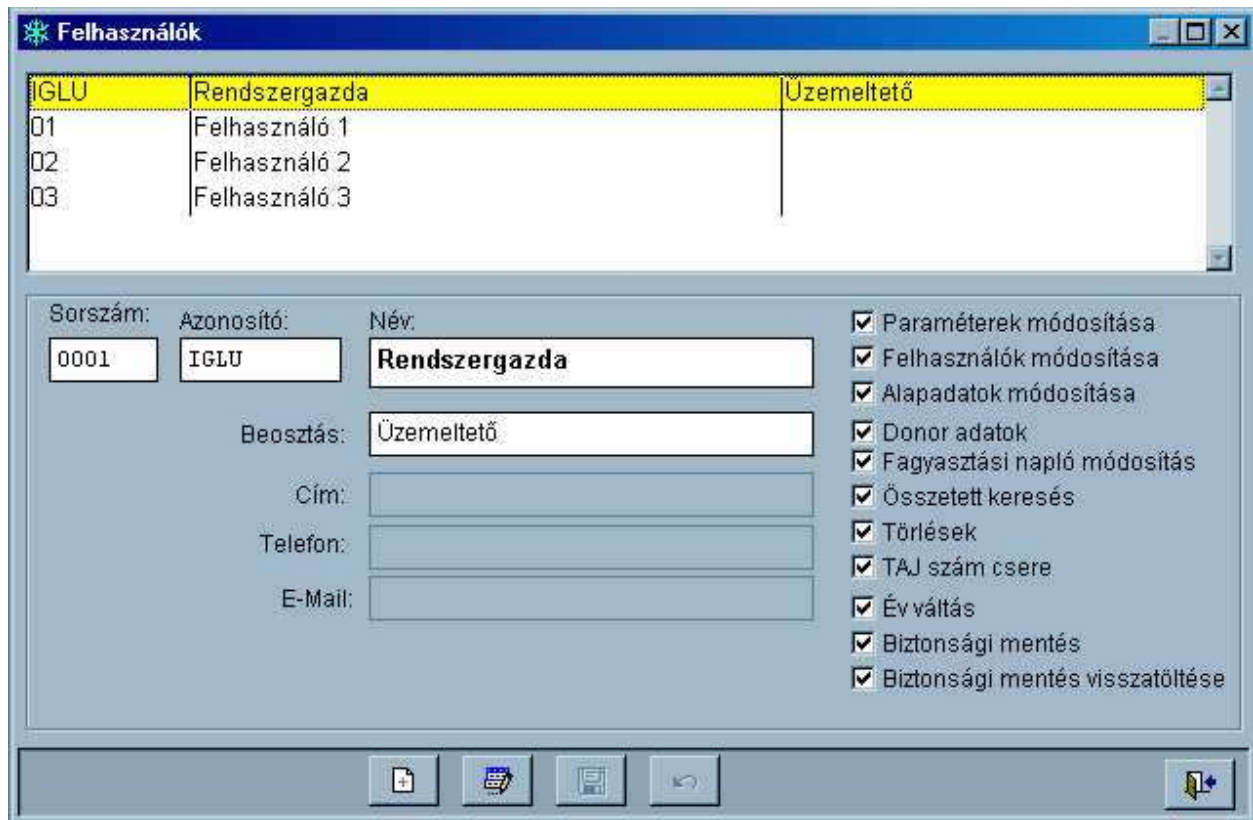 Felhasználók
IGLU Rendszergazda Üzemeltető
01 Felhasználó 1
02 Felhasználó 2
03 Felhasználó 3
Sorszám: Azonosító: Név:
0001 IGLU Rendszergazda
Beosztás: Üzemeltető
Cím:
Telefon:
E-Mail:
Paraméterek módosítása
Felhasználók módosítása
Alapadatok módosítása
Donor adatok
Fagyasztási napló módosítás
Összetett keresés
Törlések
TAJ szám csere
Év váltás
Biztonsági mentés
Biztonsági mentés visszatöltése